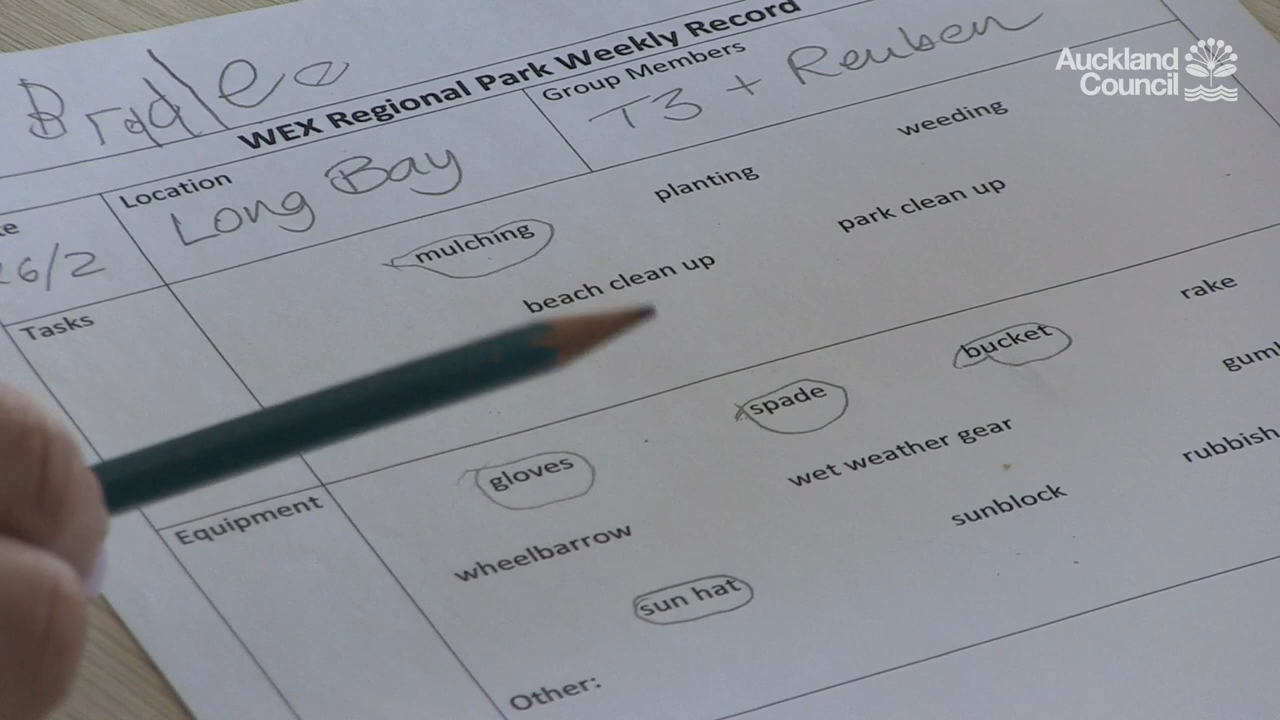 Auckland
Council
WEX Regional Park Weekly Record
Location
Long Bay
Group Members
T3 + Reuben
26/2
Tasks
mulching
planting
weeding
beach clean up
park clean up
Equipment
gloves
spade
bucket
rake
wheelbarrow
wet weather gear
sun hat
sunblock
rubbish
Other: